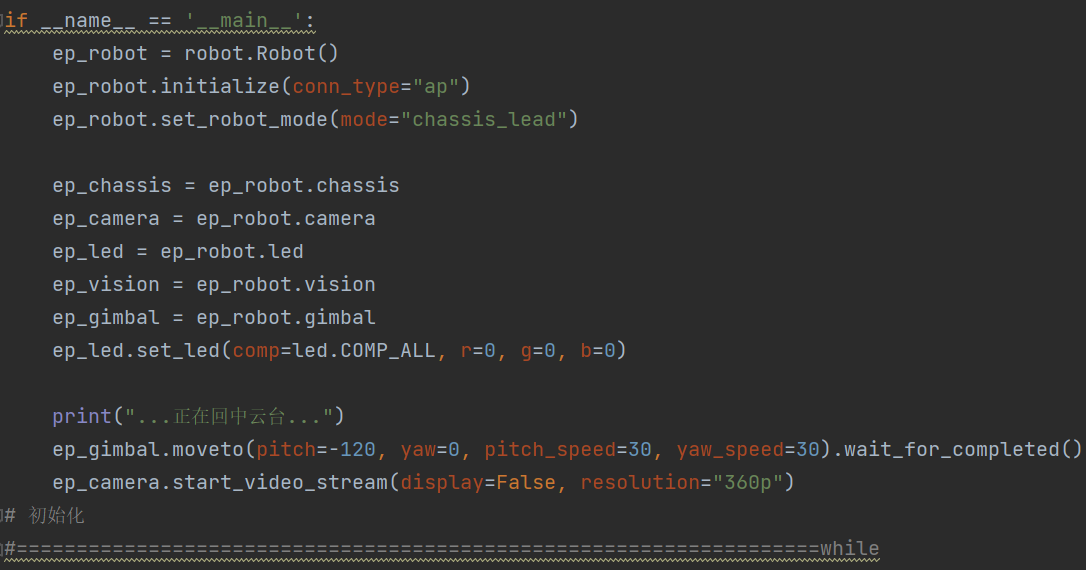 if __name__ == '__main__':
ep_robot = robot.Robot()
ep_robot.initialize(conn_type="ap")
ep_robot.set_robot_mode(mode="chassis_lead")
ep_chassis = ep_robot.chassis
ep_camera = ep_robot.camera
ep_led = ep_robot.led
ep_vision = ep_robot.vision
ep_gimbal = ep_robot.gimbal
ep_led.set_led(comp=led.COMP_ALL, r=0, g=0, b=0)
print("...正在回中云台...")
ep_gimbal.moveto(pitch=-120, yaw=0, pitch_speed=30, yaw_speed=30).wait_for_completed()
ep_camera.start_video_stream(display=False, resolution="360p")
# 初始化
#===================================================================while